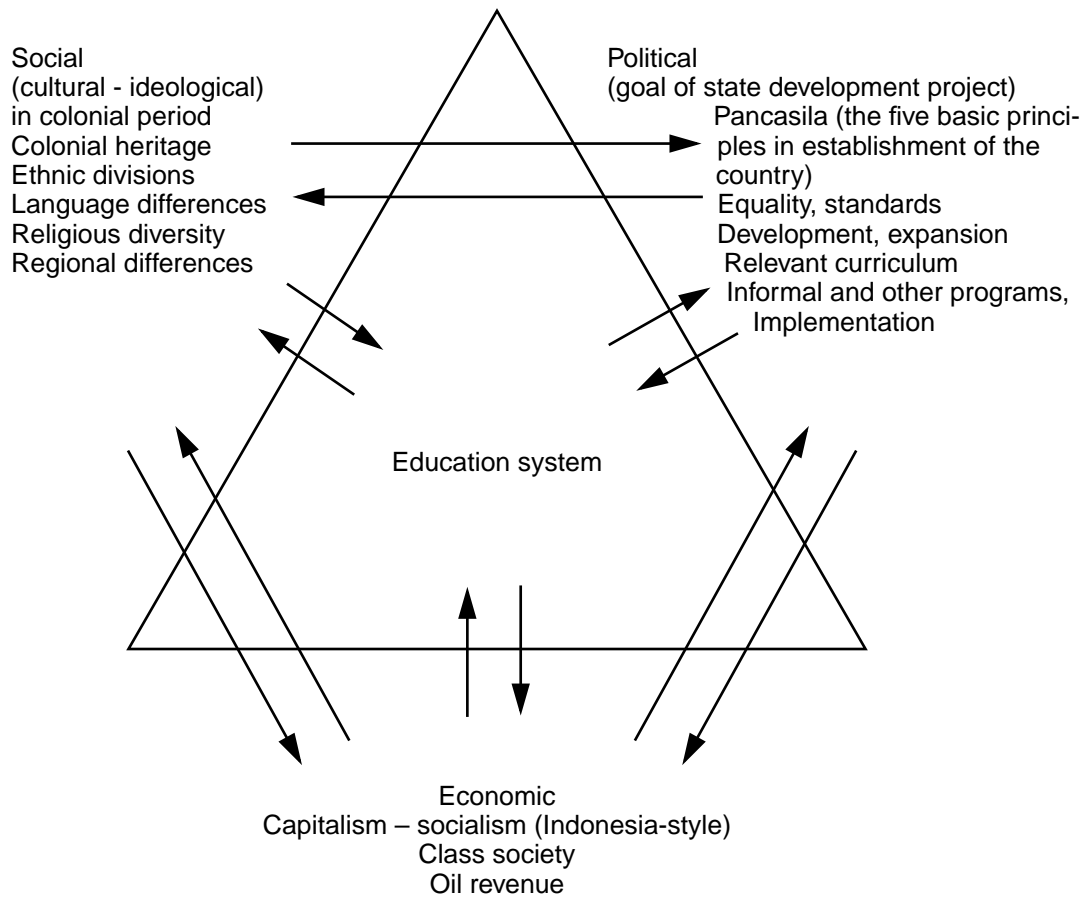 Social
(cultural - ideological)
in colonial period
Colonial heritage
Ethnic divisions
Language differences
Religious diversity
Regional differences
Political
(goal of state development project)
Pancasila (the five basic princi-
ples in establishment of the
country)
Equality, standards
Development, expansion
Relevant curriculum
Informal and other programs,
Implementation
Education system
Economic
Capitalism – socialism (Indonesia-style)
Class society
Oil revenue